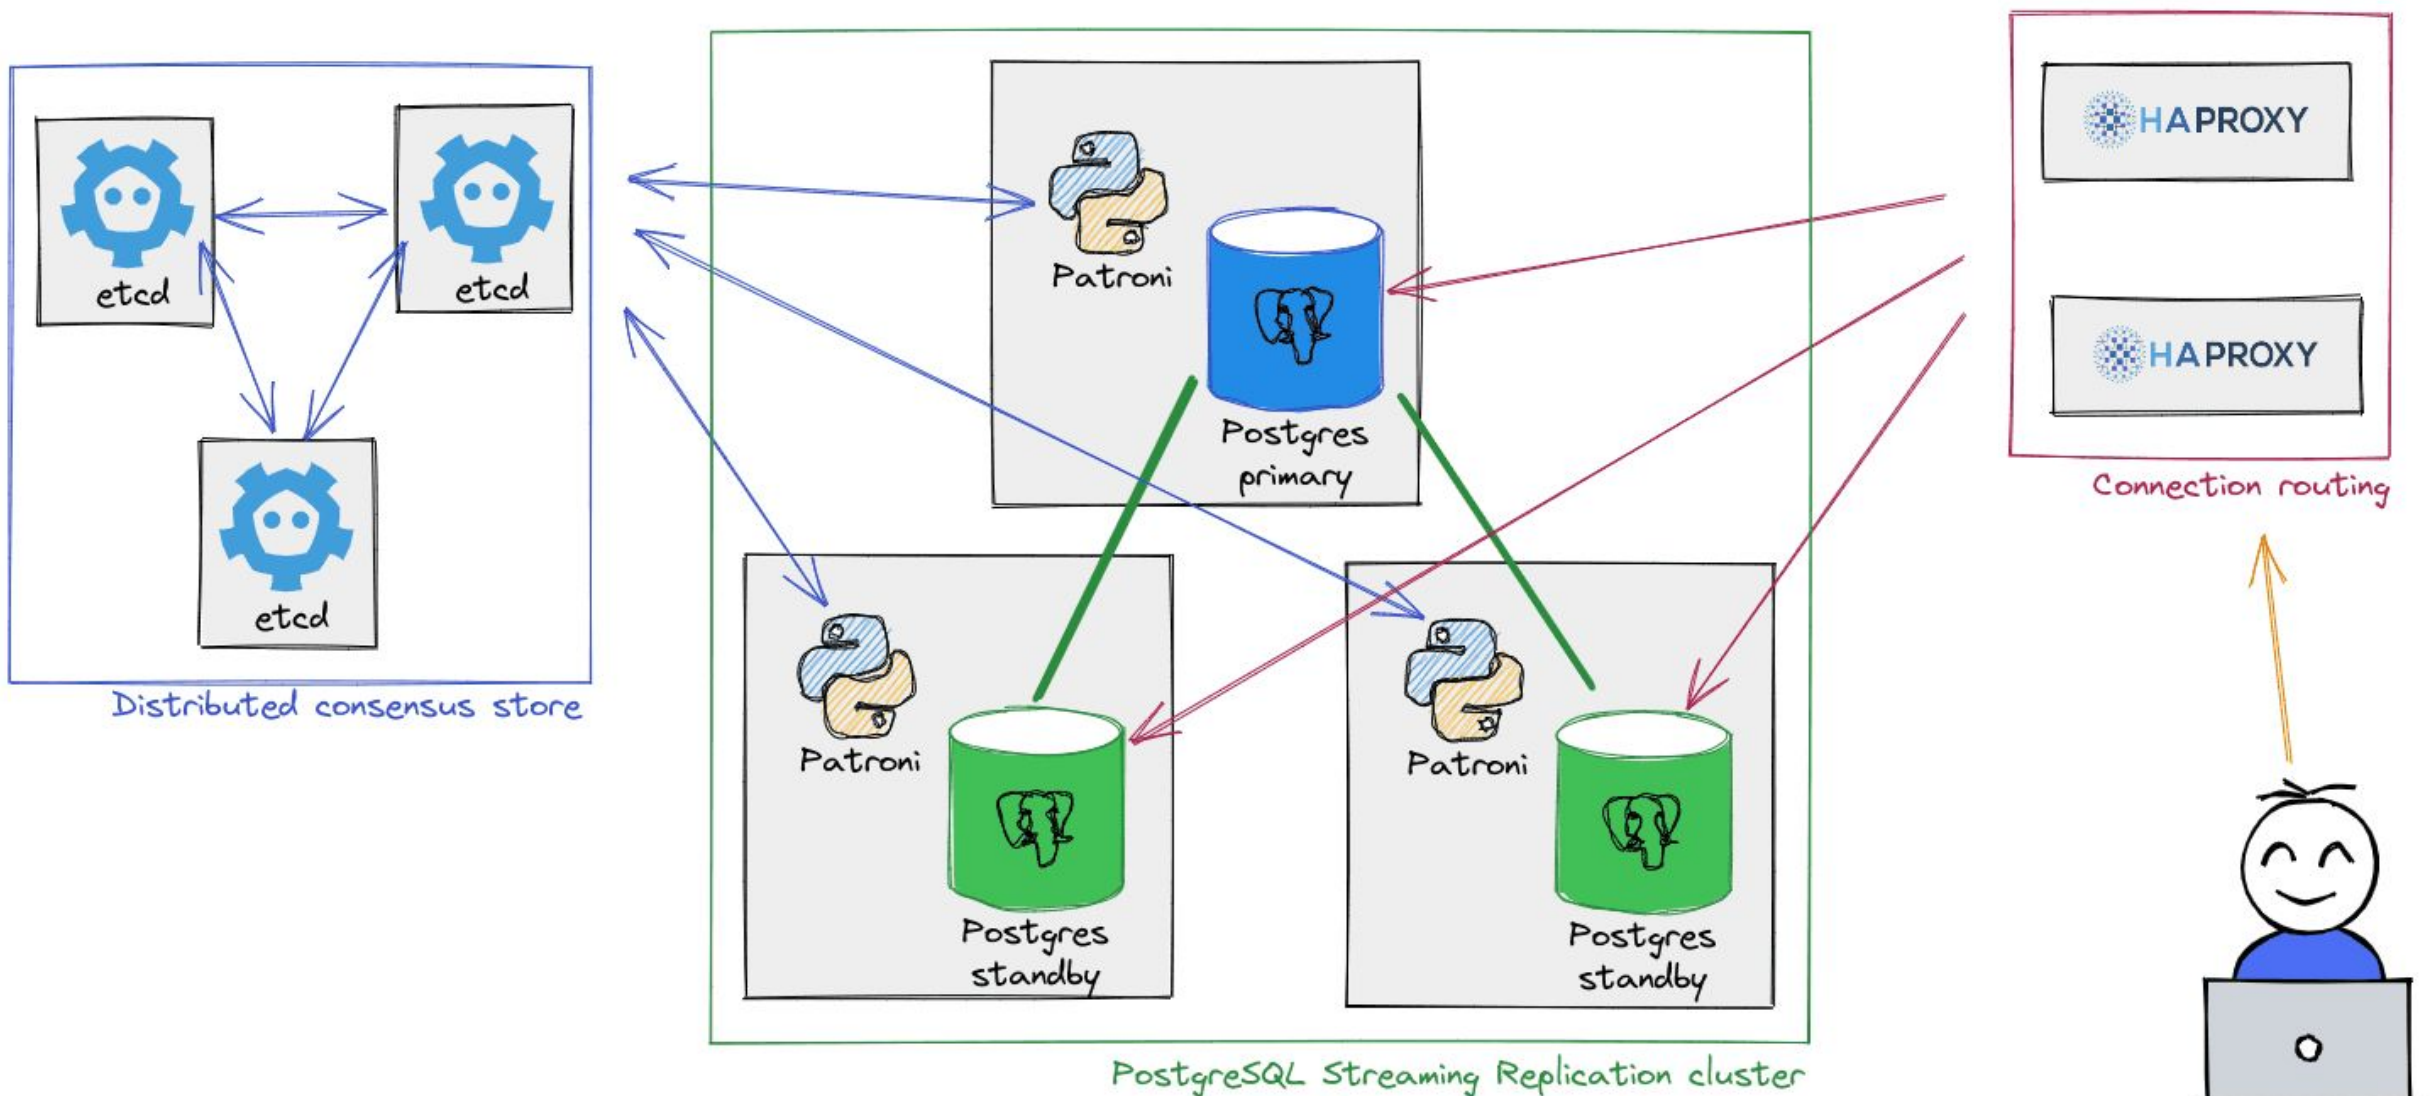 etcd
etcd
etcd
Distributed consensus store
Patroni
Postgres
primary
Patroni
Postgres
standby
Patroni
Postgres
standby
PostgreSQL Streaming Replication cluster
HAPROXY
HAPROXY
Connection routing